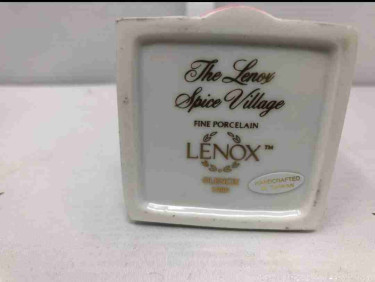 The Lenox
Spice Village
FINE PORCELAIN
LENOX™
HANDCRAFTED